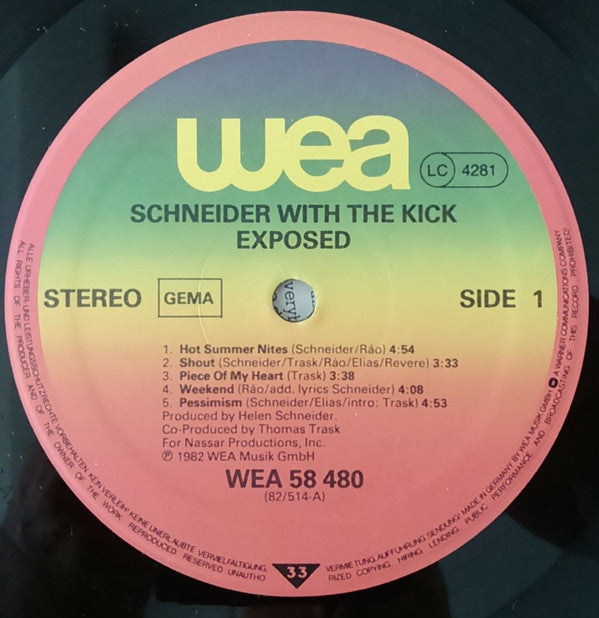 wea
LC 4281
SCHNEIDER WITH THE KICK
EXPOSED
STEREO GEMA SIDE 1
1. Hot Summer Nites (Schneider/Ráo) 4:54
2. Shout (Schneider/Trask/Ráo/Elias/Revere) 3:33
3. Piece Of My Heart (Trask) 3:38
4. Weekend (Ráo/add. lyrics Schneider) 4:08
5. Pessimism (Schneider/Elias/intro: Trask) 4:53
Produced by Helen Schneider.
Co-Produced by Thomas Trask
For Nassar Productions, Inc.
℗ 1982 WEA Musik GmbH
WEA 58 480
(82/514-A)
33
ALLE URHEBER- UND LEISTUNGSSCHUTZRECHTE VORBEHALTEN. KEIN VERLEIH! KEINE UNERLAUBTE VERVIELFÄLTIGUNG, VERMIETUNG, AUFFÜHRUNG, SENDUNG! MADE IN GERMANY BY WEA MUSIK GMBH A WARNER COMMUNICATIONS COMPANY
ALL RIGHTS OF THE PRODUCER AND OF THE OWNER OF THE WORK REPRODUCED RESERVED UNAUTHORIZED COPYING, HIRING, LENDING, PUBLIC PERFORMANCE AND BROADCASTING OF THIS RECORD PROHIBITED!